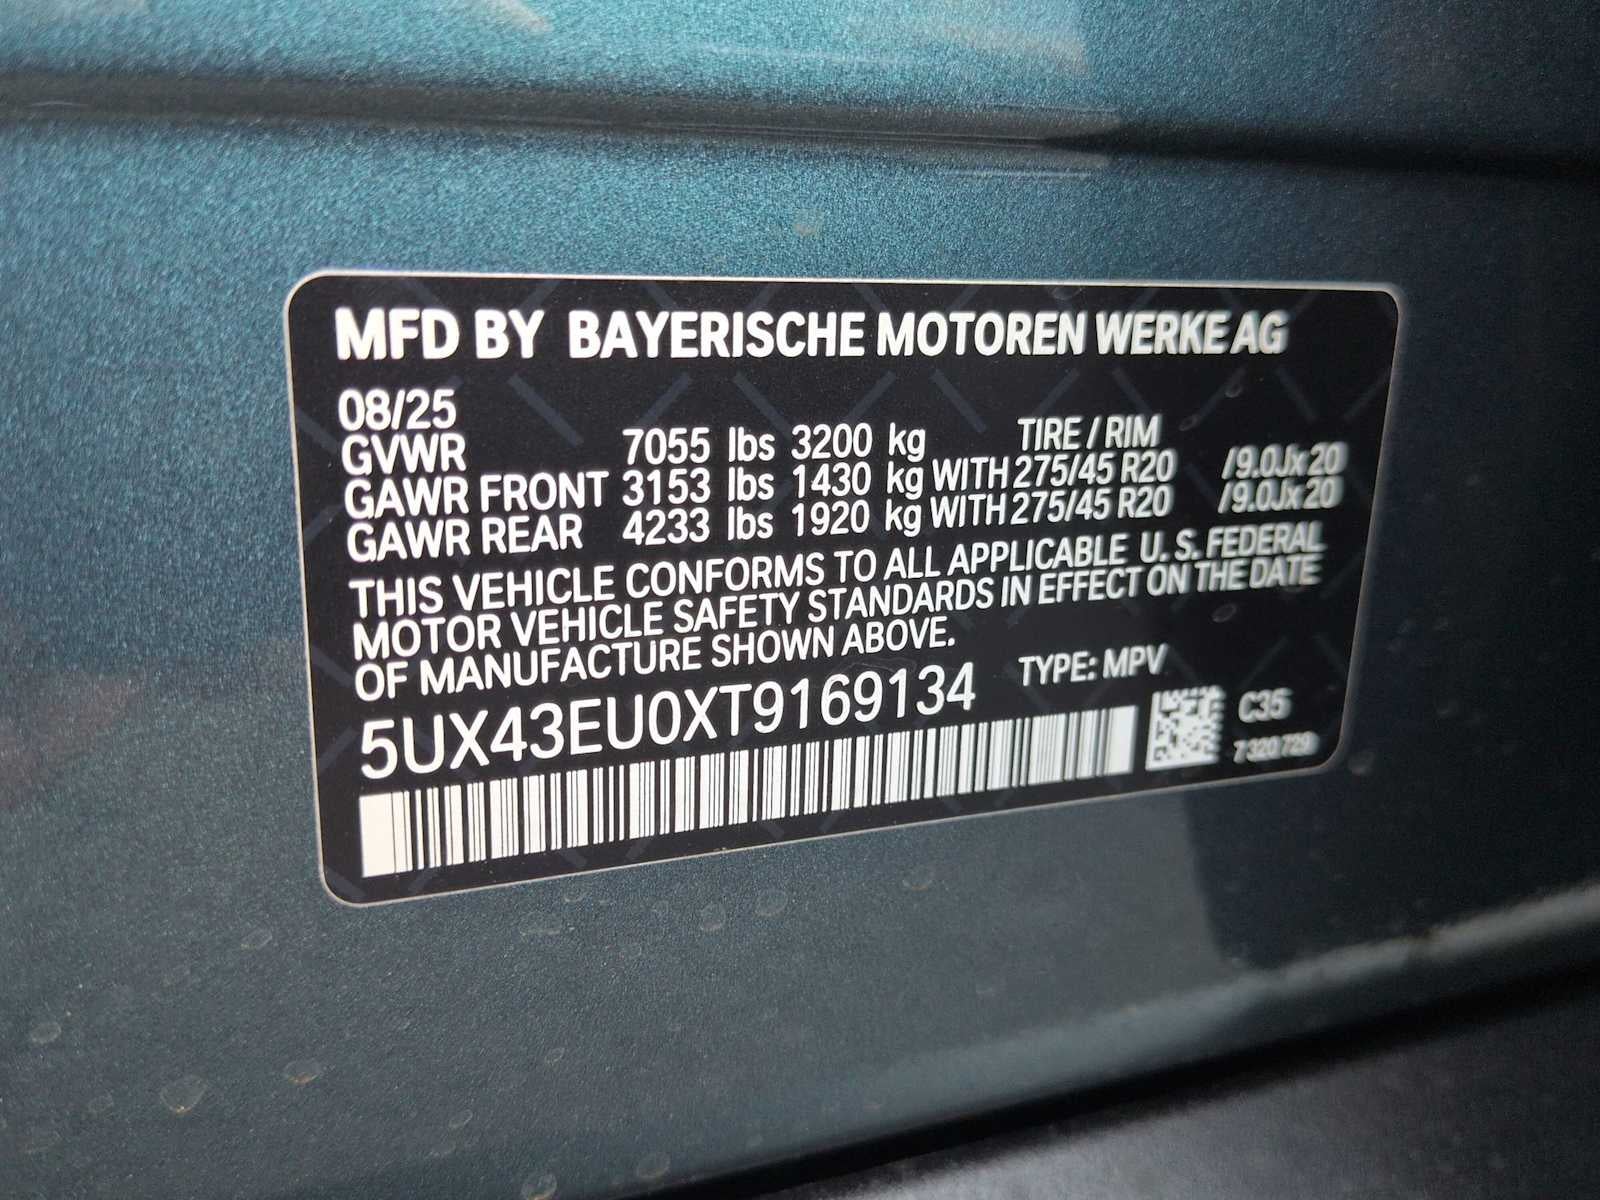 MFD BY BAYERISCHE MOTOREN WERKE AG
08/25
GVWR 7055 lbs 3200 kg TIRE / RIM
GAWR FRONT 3153 lbs 1430 kg WITH 275/45 R20 /9.0Jx20
GAWR REAR 4233 lbs 1920 kg WITH 275/45 R20 /9.0Jx20
THIS VEHICLE CONFORMS TO ALL APPLICABLE U. S. FEDERAL
MOTOR VEHICLE SAFETY STANDARDS IN EFFECT ON THE DATE
OF MANUFACTURE SHOWN ABOVE.
5UX43EU0XT9169134 TYPE: MPV
C35
7 320 729